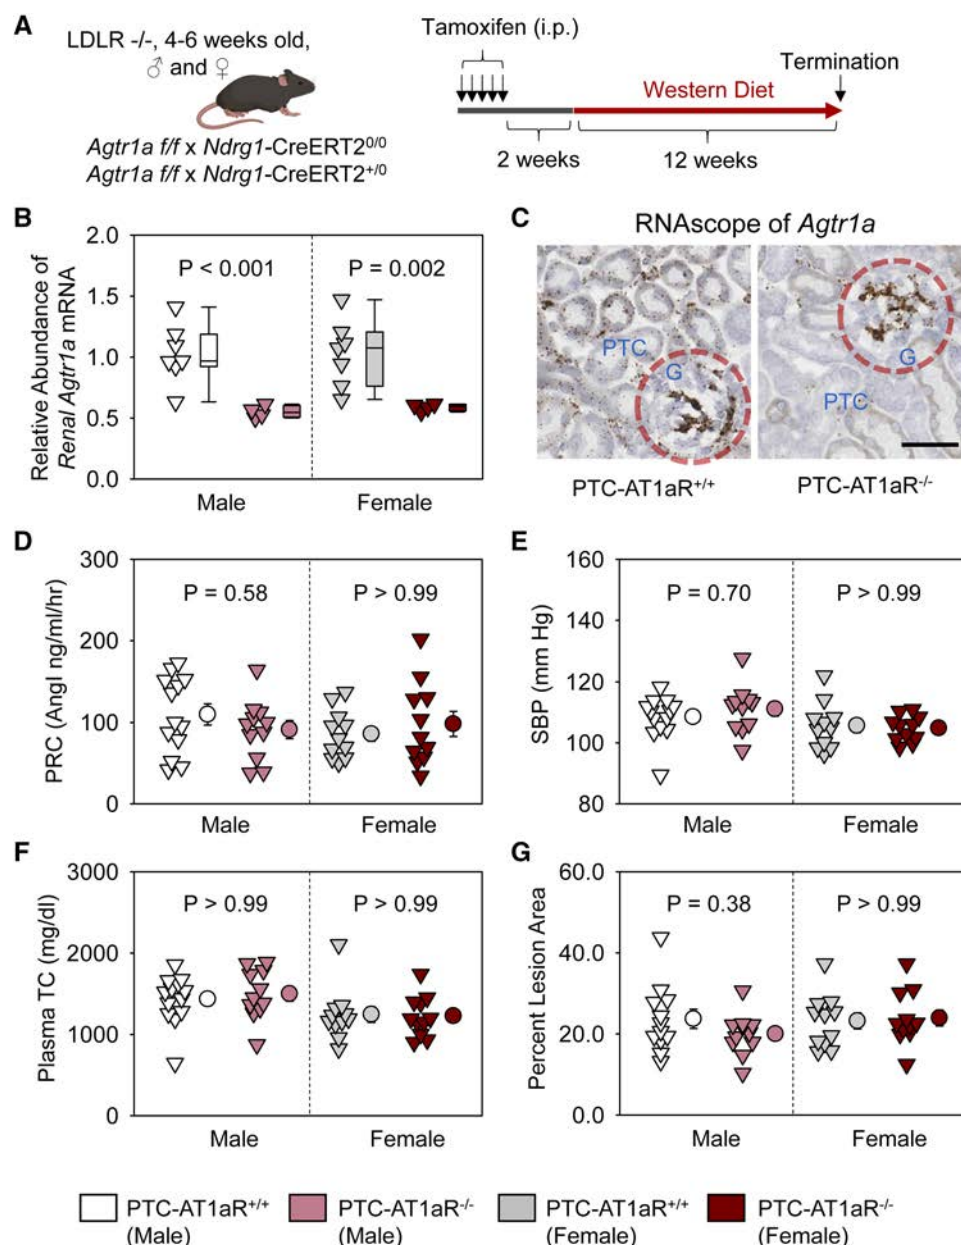 A
LDLR -/-, 4-6 weeks old,
♂ and ♀
Agtr1a f/f x Ndrg1-CreERT2⁰/⁰
Agtr1a f/f x Ndrg1-CreERT2⁺/⁰
Tamoxifen (i.p.)
Termination
Western Diet
2 weeks
12 weeks
B
Relative Abundance of
Renal Agtr1a mRNA
2.0
1.5
1.0
0.5
0.0
P < 0.001
P = 0.002
Male
Female
C
RNAscope of Agtr1a
PTC
G
G
PTC
PTC-AT1aR⁺/⁺
PTC-AT1aR⁻/⁻
D
PRC (AngI ng/ml/hr)
300
200
100
0
P = 0.58
P > 0.99
Male
Female
E
SBP (mm Hg)
160
140
120
100
80
P = 0.70
P > 0.99
Male
Female
F
Plasma TC (mg/dl)
3000
2000
1000
0
P > 0.99
P > 0.99
Male
Female
G
Percent Lesion Area
60.0
40.0
20.0
0.0
P = 0.38
P > 0.99
Male
Female
PTC-AT1aR⁺/⁺
(Male)
PTC-AT1aR⁻/⁻
(Male)
PTC-AT1aR⁺/⁺
(Female)
PTC-AT1aR⁻/⁻
(Female)